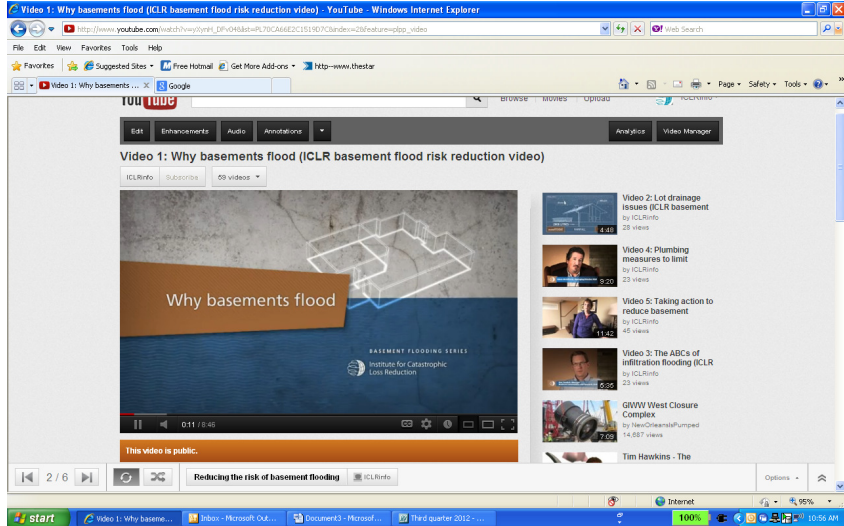 Video 1: Why basements flood (ICLR basement flood risk reduction video) - YouTube - Windows Internet Explorer
http://www.youtube.com/watch?v=yXynH_DPv04&list=PL70CA66E2C1519D7C&index=2&feature=plpp_video
Web Search
File Edit View Favorites Tools Help
Favorites Suggested Sites Free Hotmail Get More Add-ons http--www.thestar
Video 1: Why basements ... X Google
Page Safety Tools
YouTube Browse Movies Upload ICLRinfo
Edit Enhancements Audio Annotations Analytics Video Manager
Video 1: Why basements flood (ICLR basement flood risk reduction video)
ICLRinfo Subscribe 59 videos
Why basements flood
BASEMENT FLOODING SERIES
Institute for Catastrophic
Loss Reduction
0:11 / 8:46
This video is public.
Video 2: Lot drainage
issues (ICLR basement
by ICLRinfo
28 views
4:48
Video 4: Plumbing
measures to limit
by ICLRinfo
23 views
9:20
Video 5: Taking action to
reduce basement
by ICLRinfo
45 views
11:42
Video 3: The ABCs of
infiltration flooding (ICLR
by ICLRinfo
23 views
6:36
GIWW West Closure
Complex
by NewOrleansIsPumped
14,687 views
7:09
Tim Hawkins - The
2 / 6 Reducing the risk of basement flooding ICLRinfo Options
Internet 95%
start Video 1: Why baseme... Inbox - Microsoft Out... Document3 - Microsof... Third quarter 2012 - ... 100% 10:56 AM